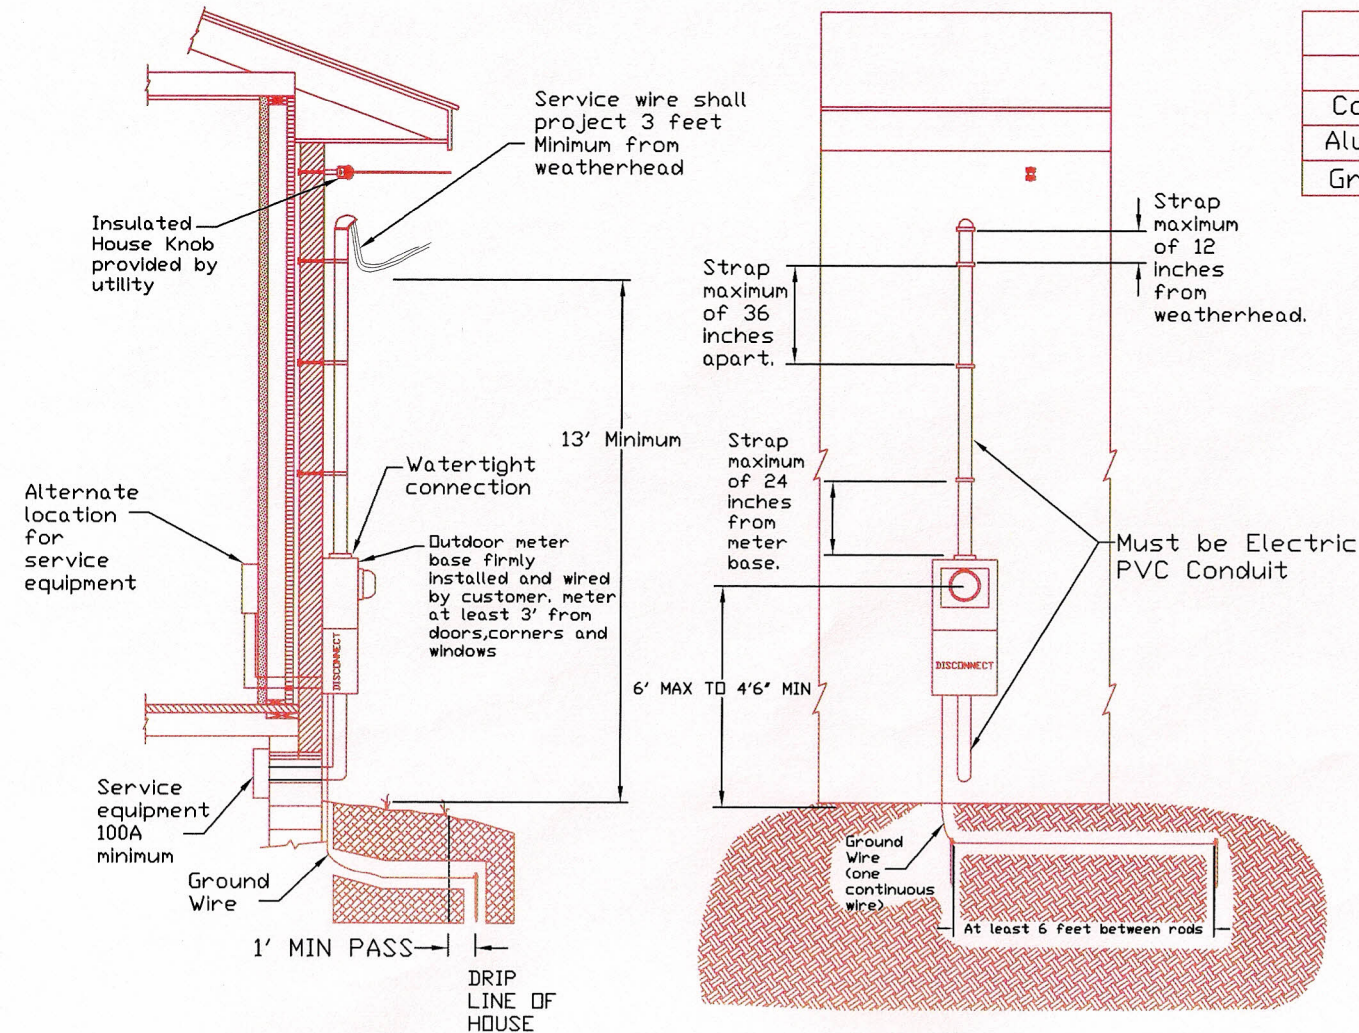 Service wire shall
project 3 feet
Minimum from
weatherhead
Insulated
House Knob
provided by
utility
13' Minimum
Watertight
connection
Alternate
location
for
service
equipment
Outdoor meter
base firmly
installed and wired
by customer. meter
at least 3' from
doors,corners and
windows
DISCONNECT
Service
equipment
100A
minimum
Ground
Wire
1' MIN PASS
DRIP
LINE OF
HOUSE
Strap
maximum
of 12
inches
from
weatherhead.
Strap
maximum
of 36
inches
apart.
Strap
maximum
of 24
inches
from
meter
base.
Must be Electric
PVC Conduit
6' MAX TO 4'6" MIN
DISCONNECT
Ground
Wire
(one
continuous
wire)
At least 6 feet between rods
Co
Alu
Gr